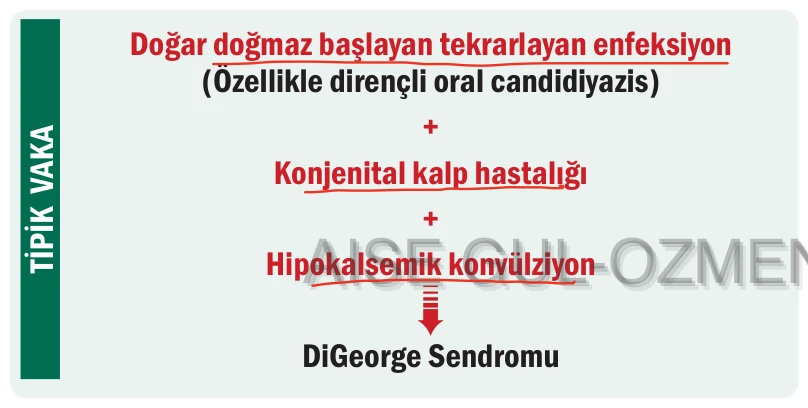 TİPİK VAKA
Doğar doğmaz başlayan tekrarlayan enfeksiyon
(Özellikle dirençli oral candidiyazis)
+
Konjenital kalp hastalığı
+
Hipokalsemik konvülziyon
AISE GUL-OZMEN
DiGeorge Sendromu